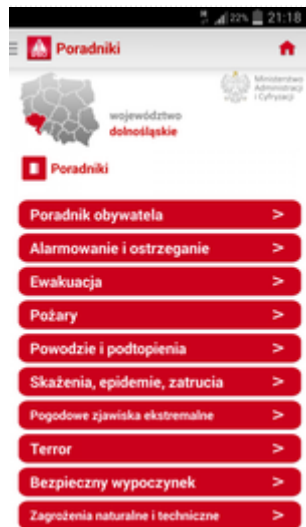 22% 21:18
Poradniki
województwo
dolnośląskie
Ministerstwo
Administracji
i Cyfryzacji
Poradniki
Poradnik obywatela >
Alarmowanie i ostrzeganie >
Ewakuacja >
Pożary >
Powodzie i podtopienia >
Skażenia, epidemie, zatrucia >
Pogodowe zjawiska ekstremalne >
Terror >
Bezpieczny wypoczynek >
Zagrożenia naturalne i techniczne >